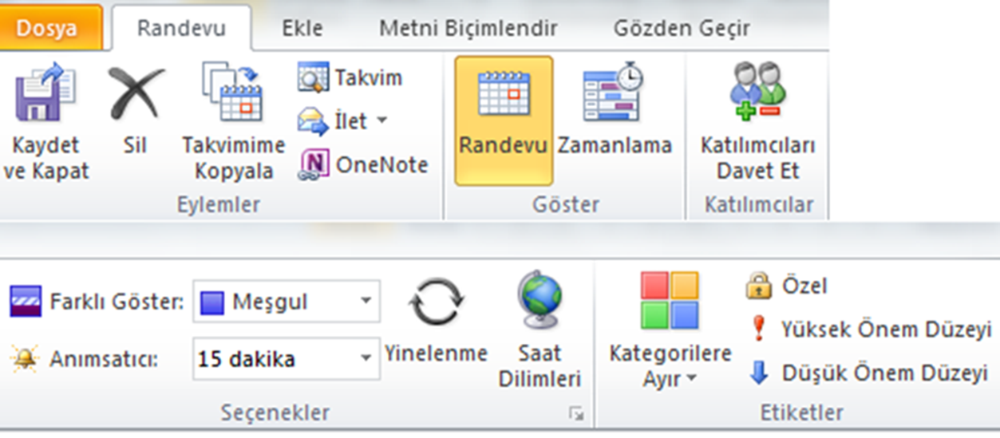 Dosya Randevu Ekle Metni Biçimlendir Gözden Geçir
Kaydet ve Kapat
Sil
Takvimime Kopyala
Takvim
İlet
OneNote
Eylemler
Randevu
Zamanlama
Göster
Katılımcıları Davet Et
Katılımcılar
Farklı Göster: Meşgul
Anımsatıcı: 15 dakika
Yinelenme
Saat Dilimleri
Seçenekler
Kategorilere Ayır
Özel
Yüksek Önem Düzeyi
Düşük Önem Düzeyi
Etiketler